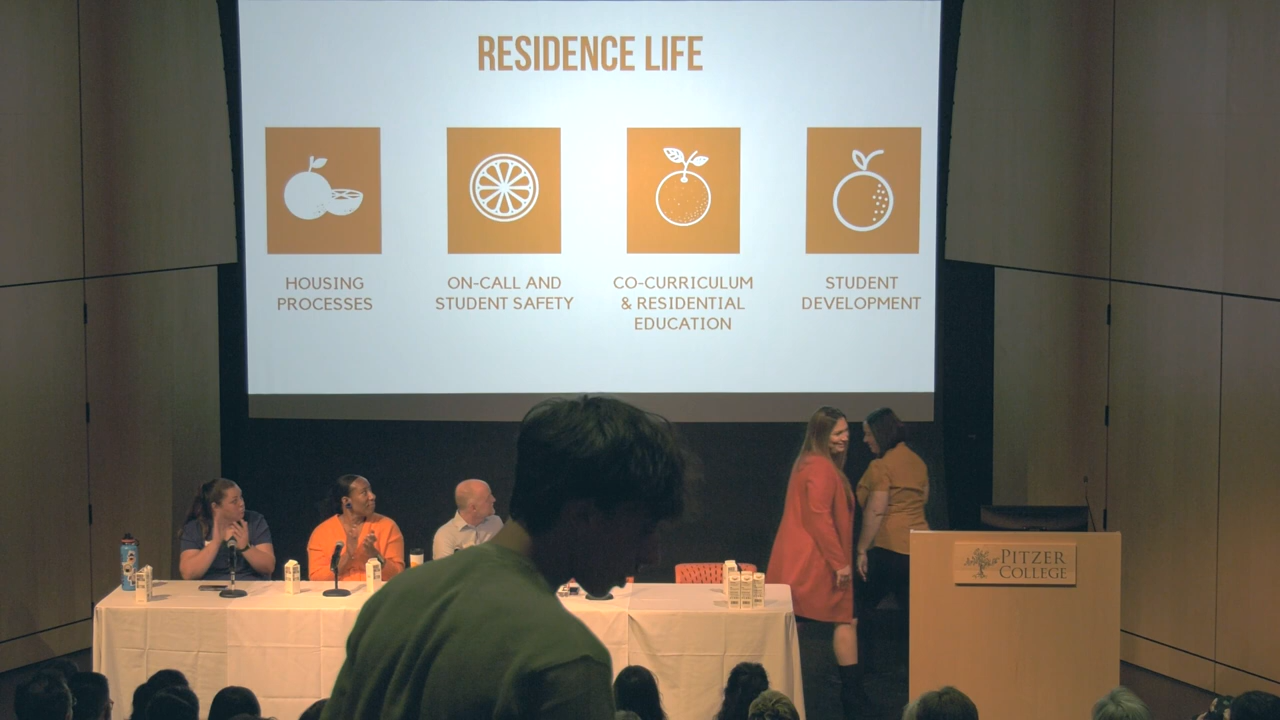 RESIDENCE LIFE
HOUSING
PROCESSES
ON-CALL AND
STUDENT SAFETY
CO-CURRICULUM
& RESIDENTIAL
EDUCATION
STUDENT
DEVELOPMENT
PITZER
COLLEGE